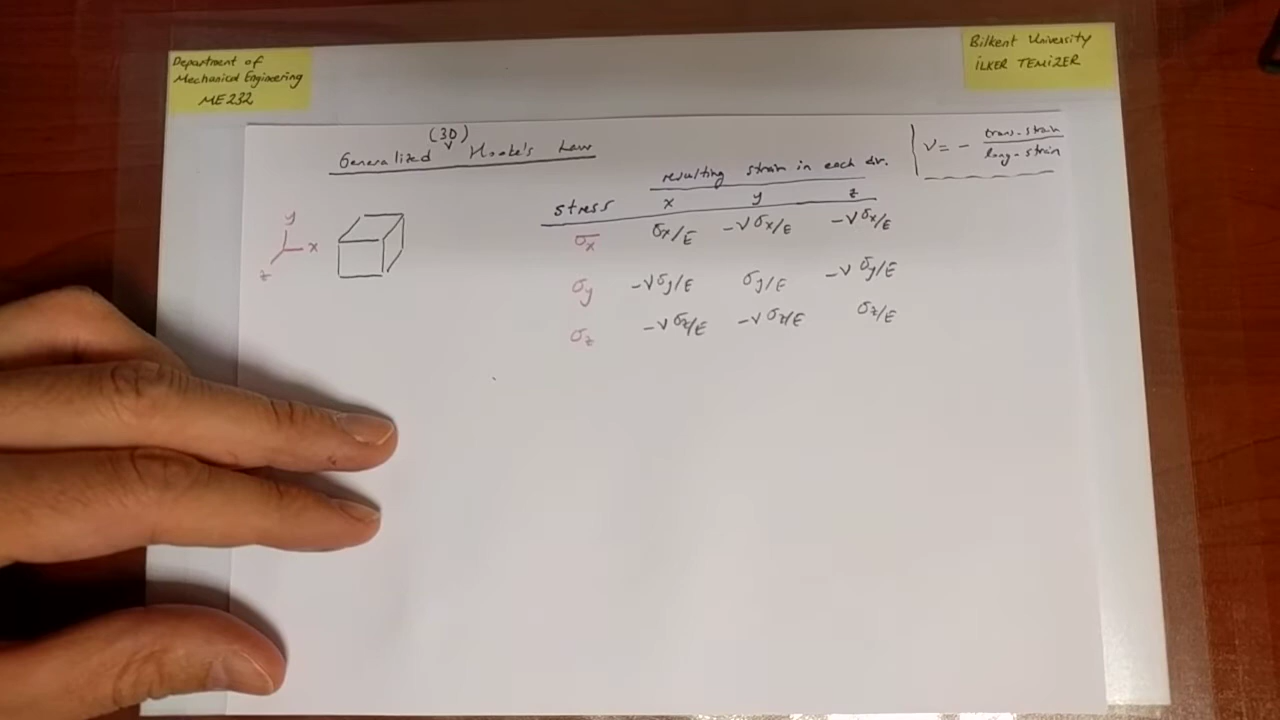 Department of
Mechanical Engineering
ME232
Bilkent University
İLKER TEMİZER
(3D)
Generalized Hooke's Law
ν = - trans. strain / long. strain
resulting strain in each dir.
stress x y z
σx σx/E -νσx/E -νσx/E
σy -νσy/E σy/E -νσy/E
σz -νσz/E -νσz/E σz/E
y
x
z